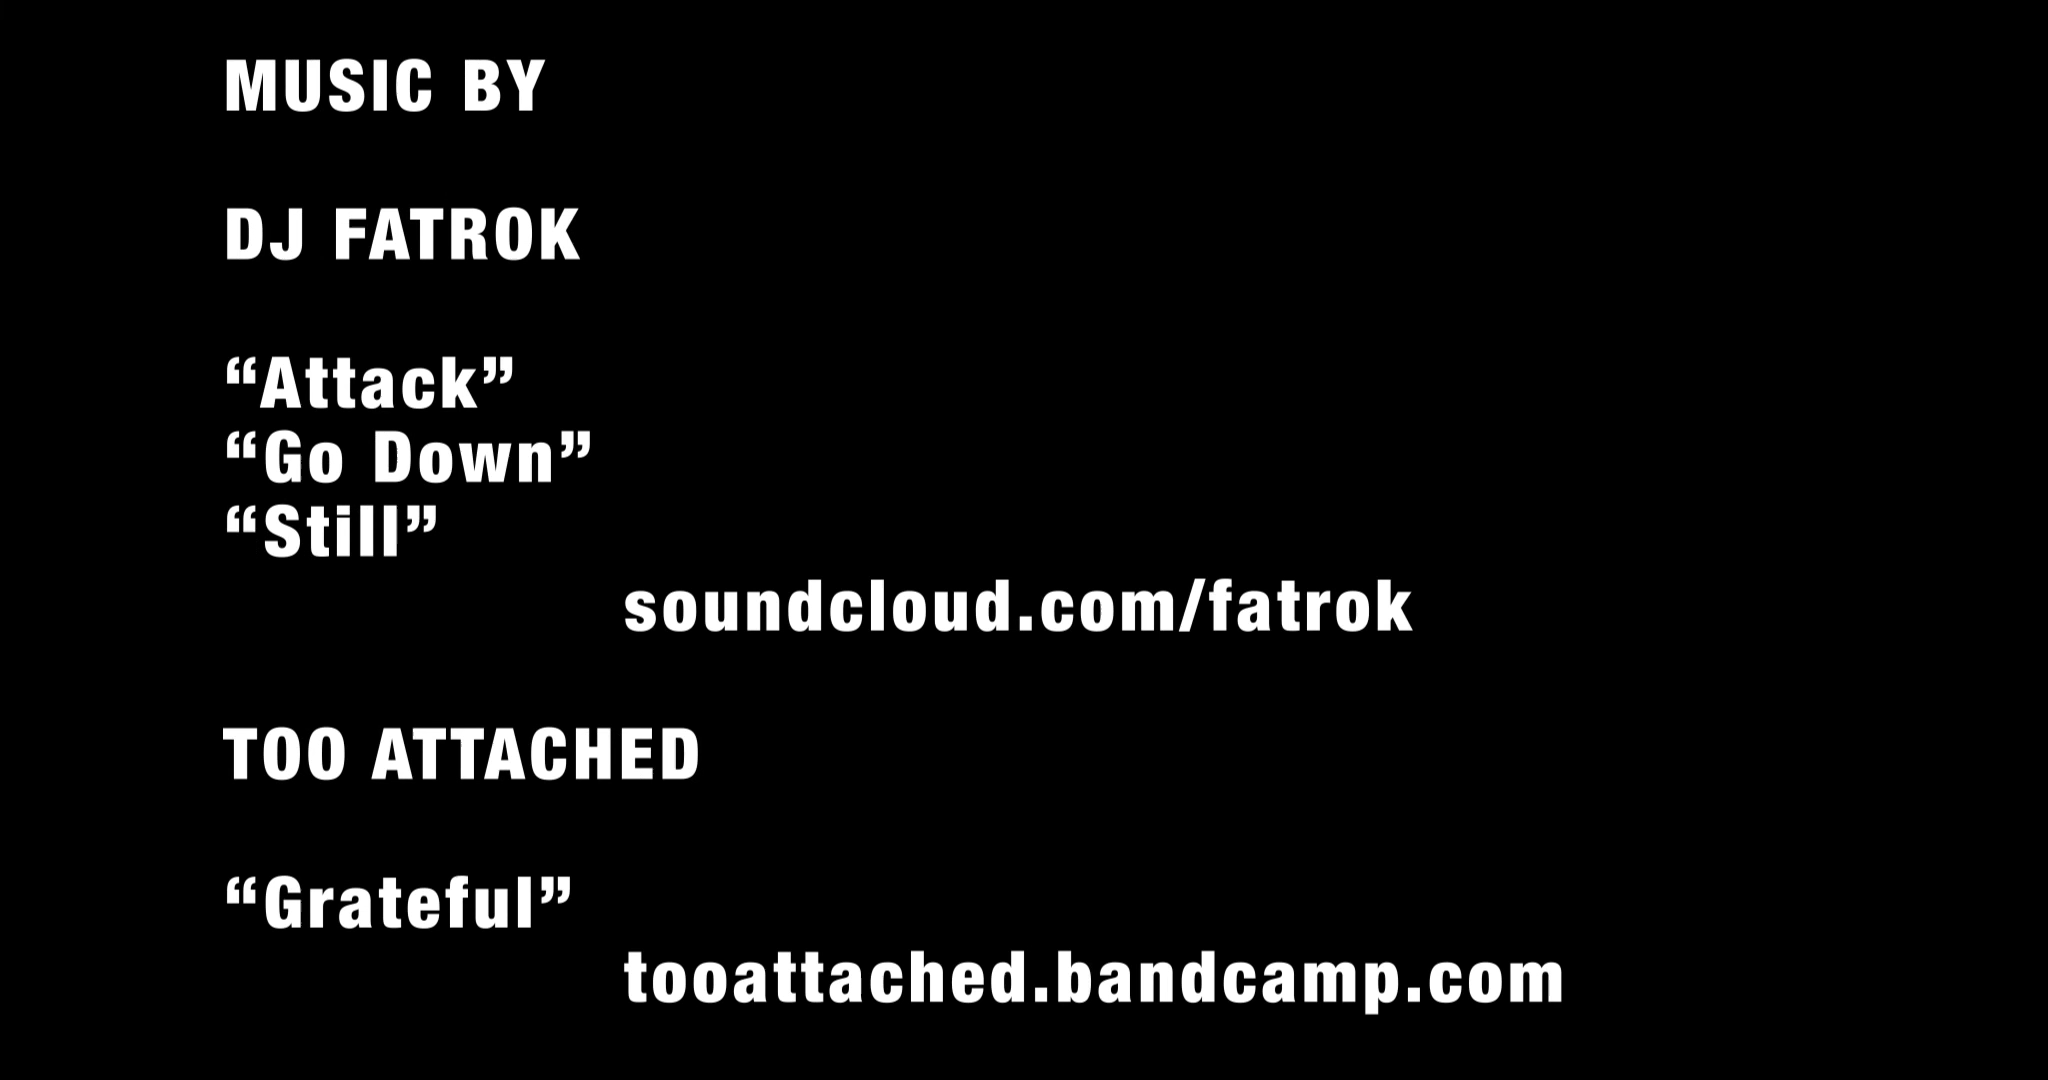 MUSIC BY
DJ FATROK
“Attack”
“Go Down”
“Still”
soundcloud.com/fatrok
TOO ATTACHED
“Grateful”
tooattached.bandcamp.com